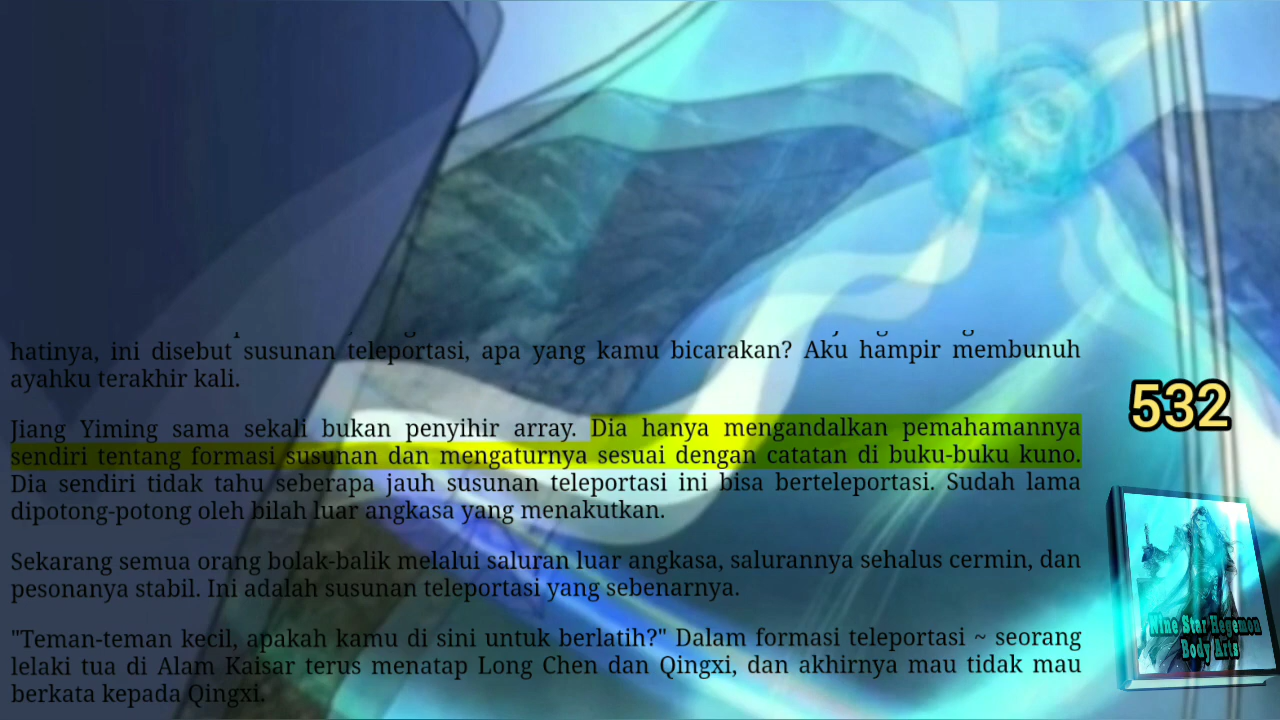 hatinya, ini disebut susunan teleportasi, apa yang kamu bicarakan? Aku hampir membunuh
ayahku terakhir kali.
Jiang Yiming sama sekali bukan penyihir array. Dia hanya mengandalkan pemahamannya
sendiri tentang formasi susunan dan mengaturnya sesuai dengan catatan di buku-buku kuno.
Dia sendiri tidak tahu seberapa jauh susunan teleportasi ini bisa berteleportasi. Sudah lama
dipotong-potong oleh bilah luar angkasa yang menakutkan.
Sekarang semua orang bolak-balik melalui saluran luar angkasa, salurannya sehalus cermin, dan
pesonanya stabil. Ini adalah susunan teleportasi yang sebenarnya.
"Teman-teman kecil, apakah kamu di sini untuk berlatih?" Dalam formasi teleportasi ~ seorang
lelaki tua di Alam Kaisar terus menatap Long Chen dan Qingxi, dan akhirnya mau tidak mau
berkata kepada Qingxi.
532
Nine Star Hegemon
Body Arts